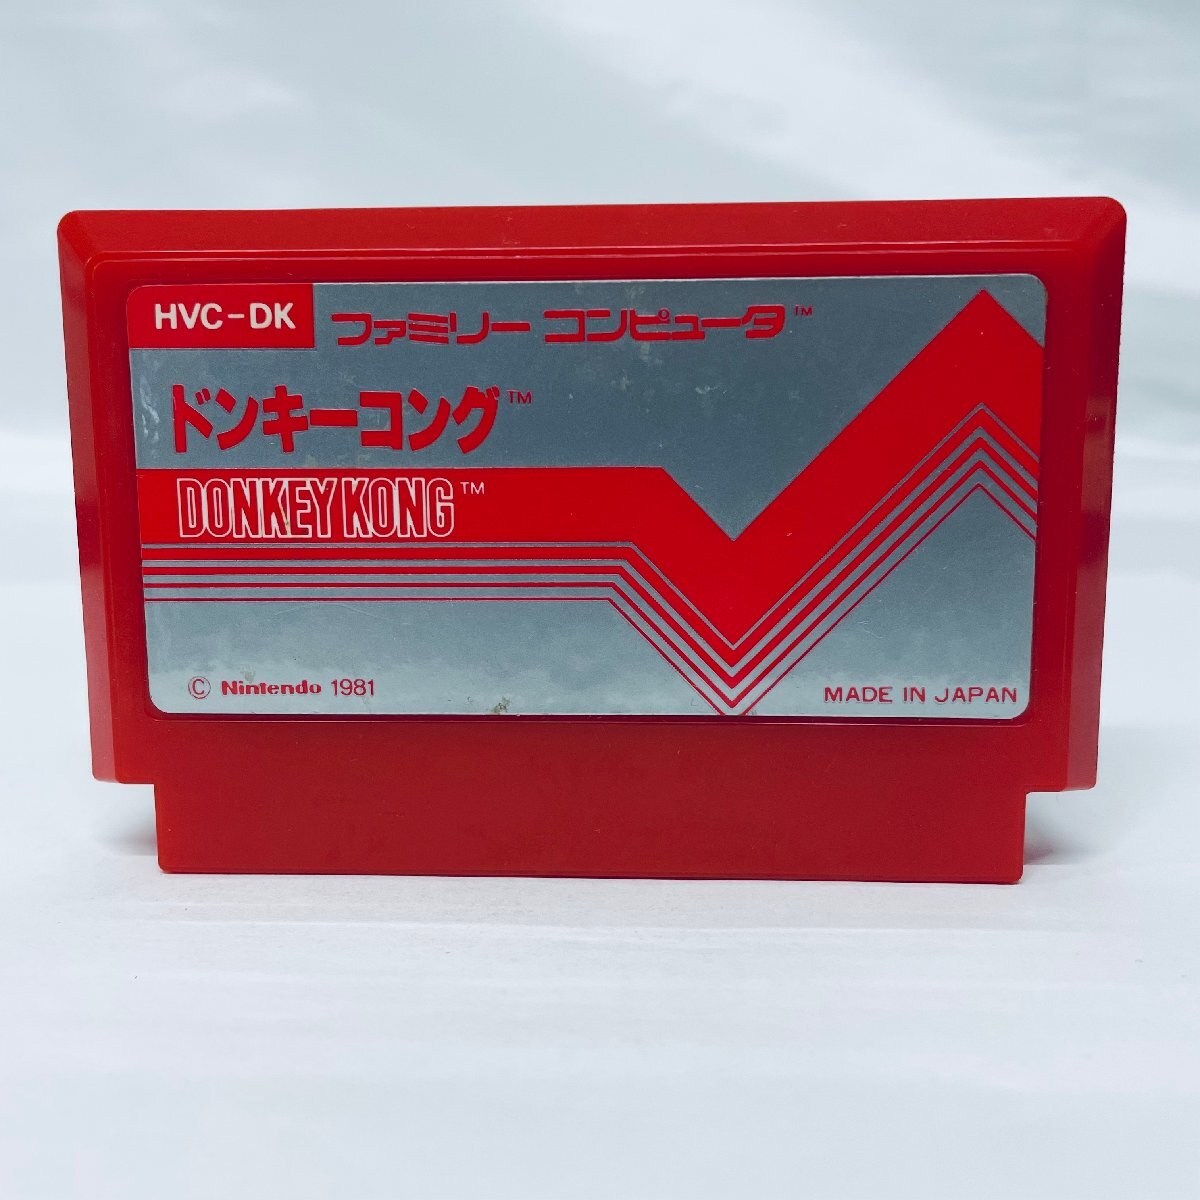 HVC-DK ファミリー コンピュータ™
ドンキーコング™
DONKEY KONG™
© Nintendo 1981
MADE IN JAPAN